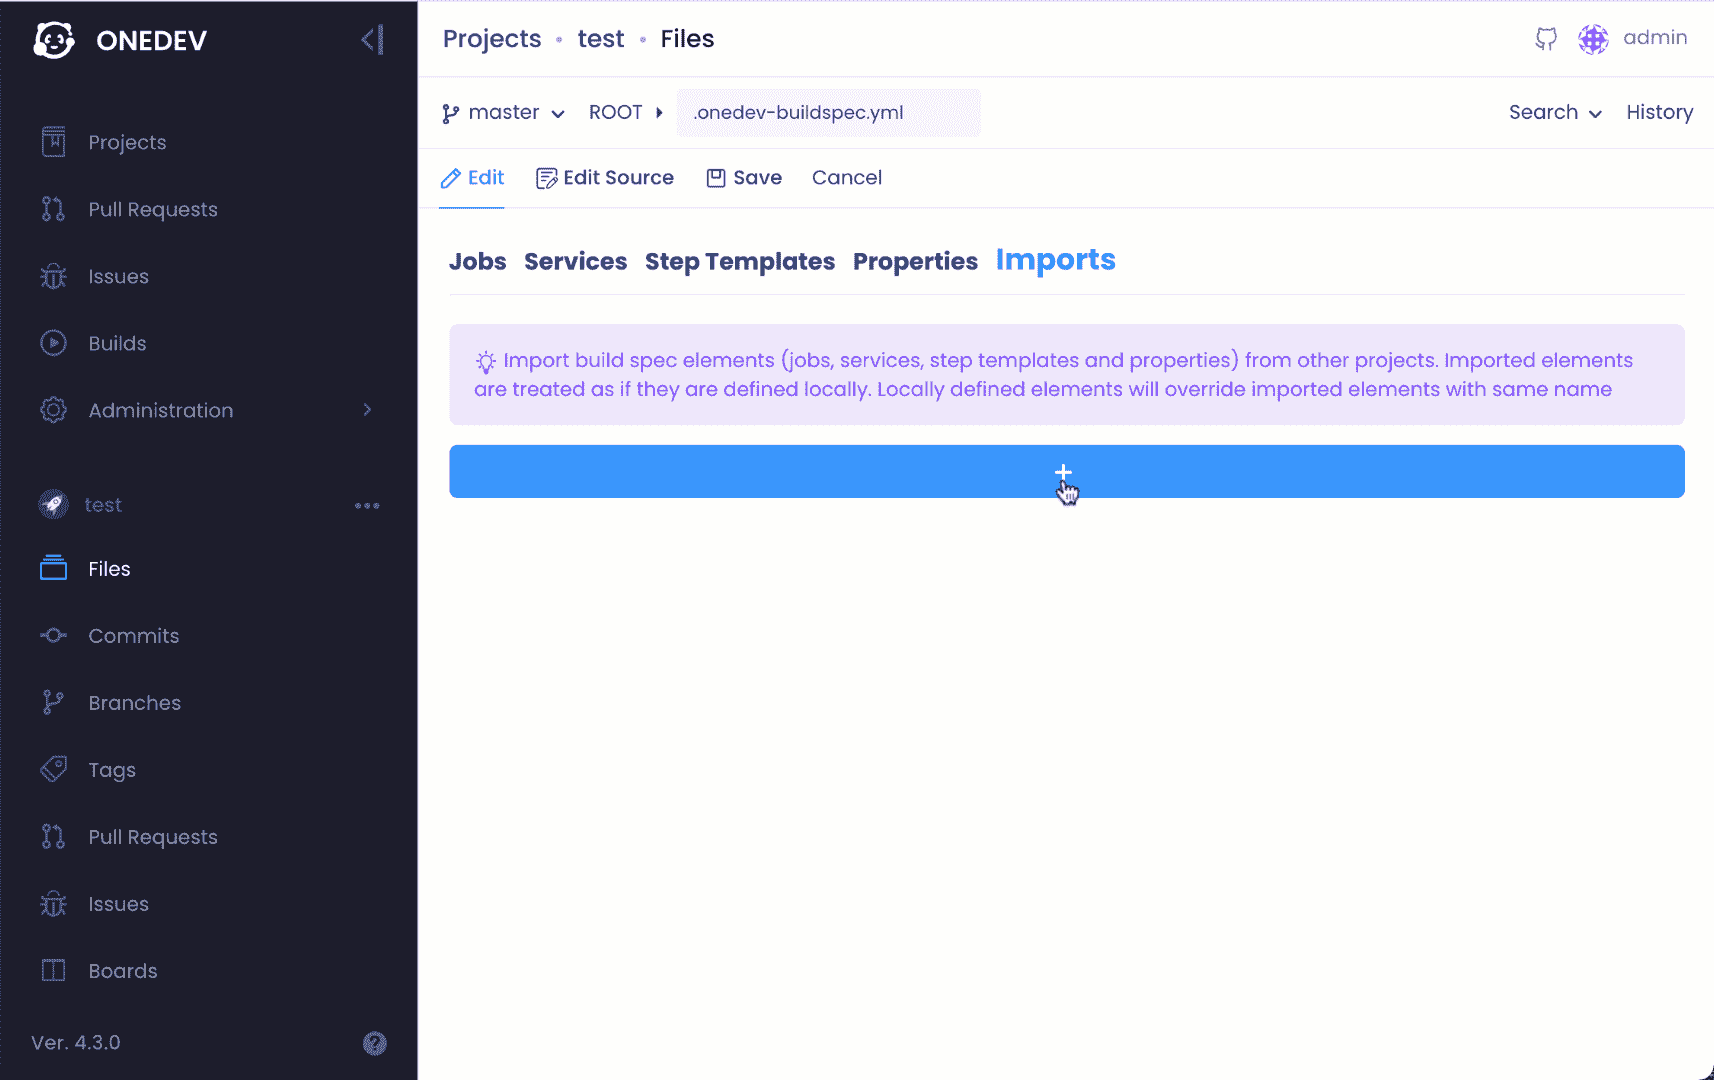 ONEDEV
Projects
Pull Requests
Issues
Builds
Administration
test
Files
Commits
Branches
Tags
Pull Requests
Issues
Boards
Ver. 4.3.0
Projects • test • Files
admin
master ROOT .onedev-buildspec.yml Search History
Edit Edit Source Save Cancel
Jobs Services Step Templates Properties Imports
Import build spec elements (jobs, services, step templates and properties) from other projects. Imported elements
are treated as if they are defined locally. Locally defined elements will override imported elements with same name
+